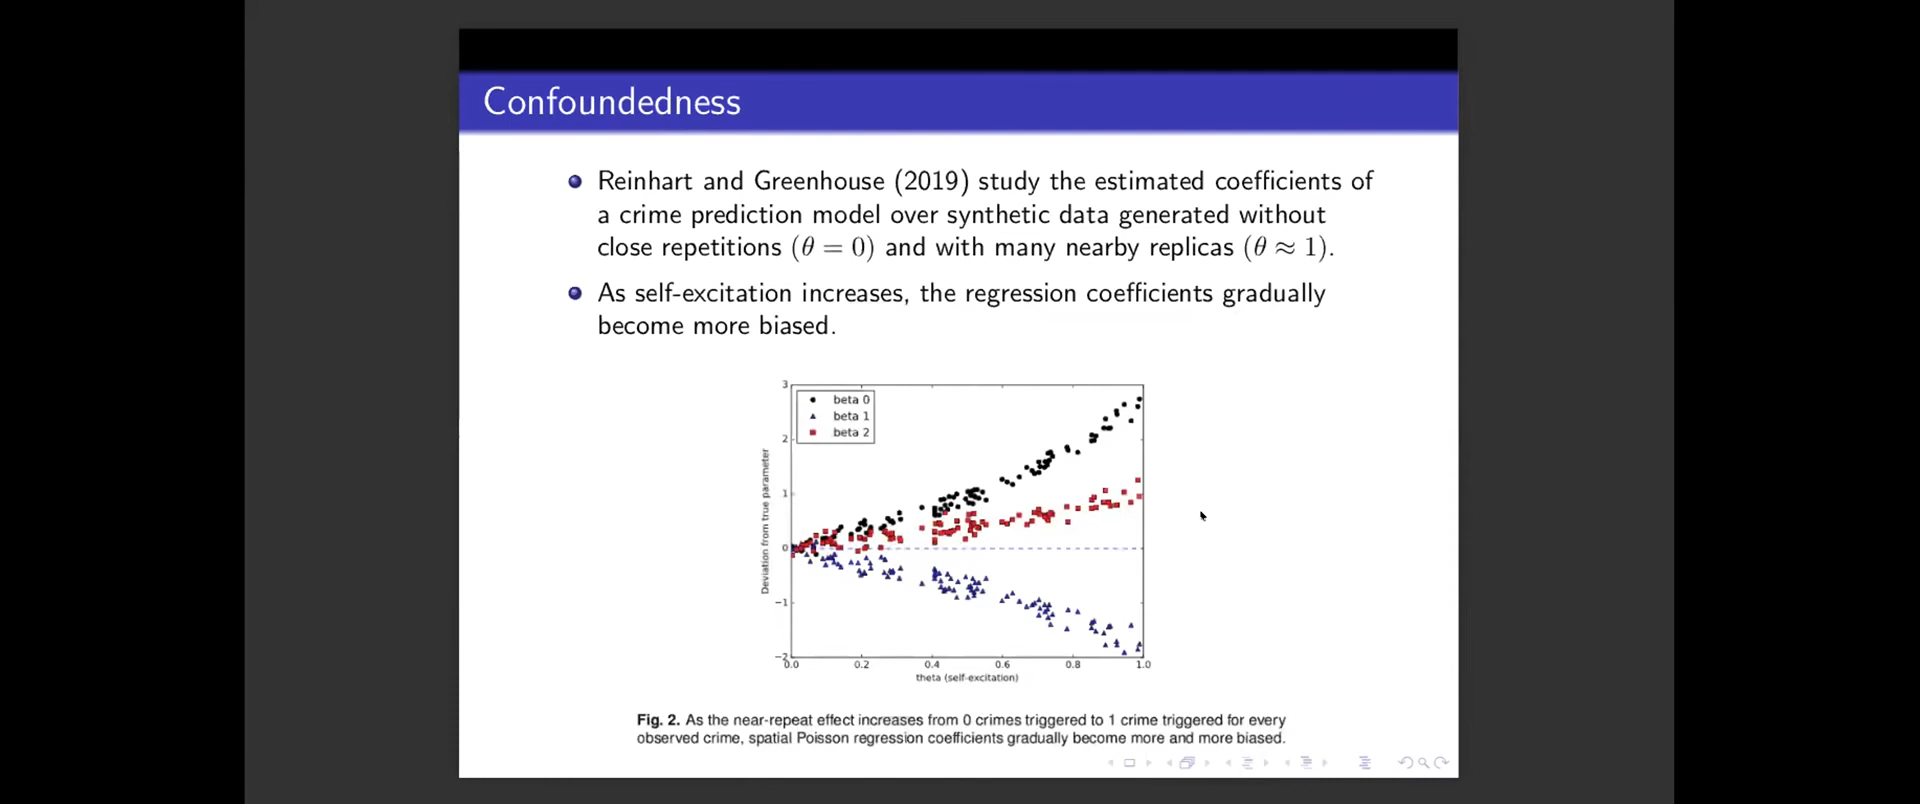 Confoundedness
Reinhart and Greenhouse (2019) study the estimated coefficients of
a crime prediction model over synthetic data generated without
close repetitions (θ = 0) and with many nearby replicas (θ ≈ 1).
As self-excitation increases, the regression coefficients gradually
become more biased.
3
2
1
0
−1
−2
Deviation from true parameter
beta 0
beta 1
beta 2
0.0 0.2 0.4 0.6 0.8 1.0
theta (self-excitation)
Fig. 2. As the near-repeat effect increases from 0 crimes triggered to 1 crime triggered for every
observed crime, spatial Poisson regression coefficients gradually become more and more biased.